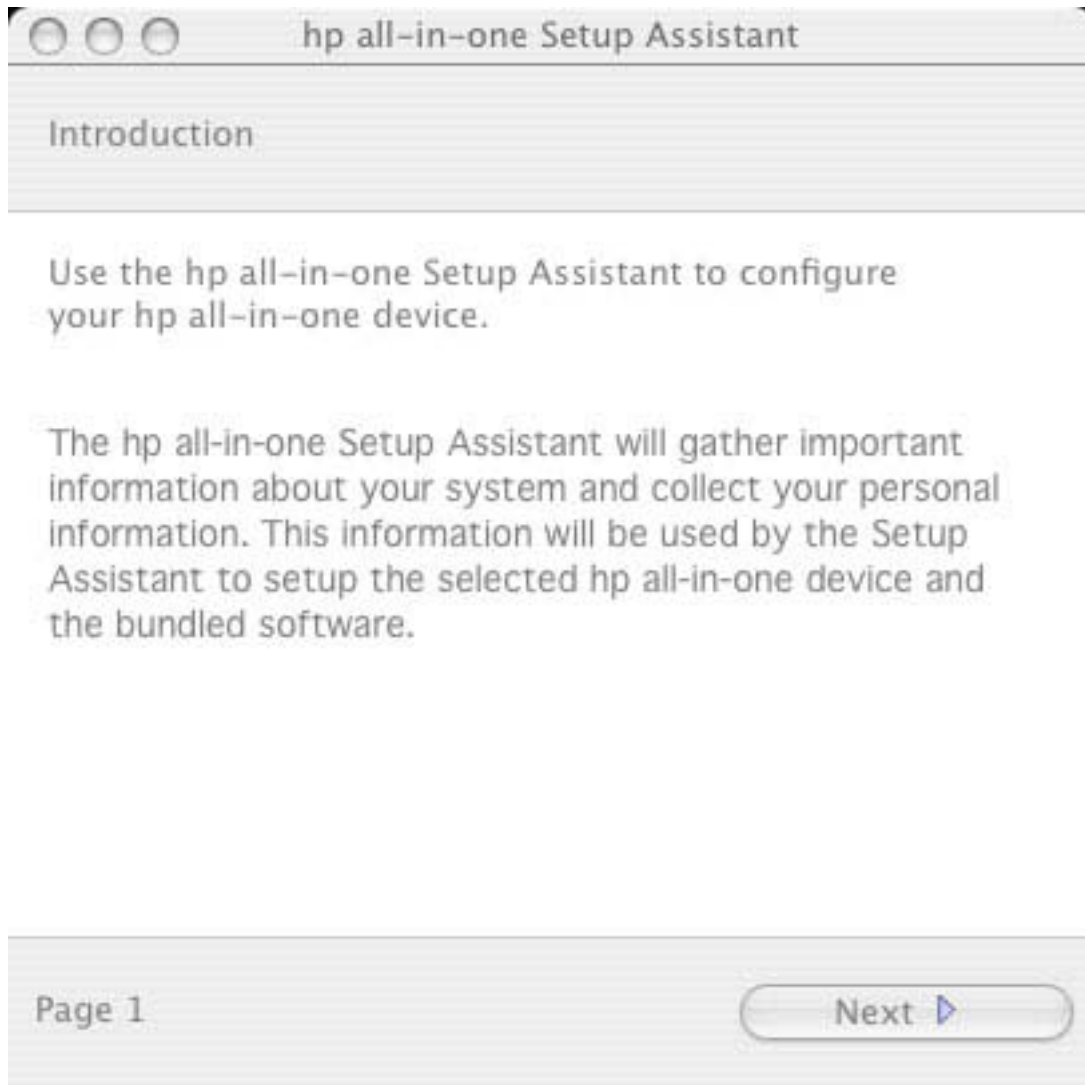 hp all-in-one Setup Assistant
Introduction
Use the hp all-in-one Setup Assistant to configure
your hp all-in-one device.
The hp all-in-one Setup Assistant will gather important
information about your system and collect your personal
information. This information will be used by the Setup
Assistant to setup the selected hp all-in-one device and
the bundled software.
Page 1
Next